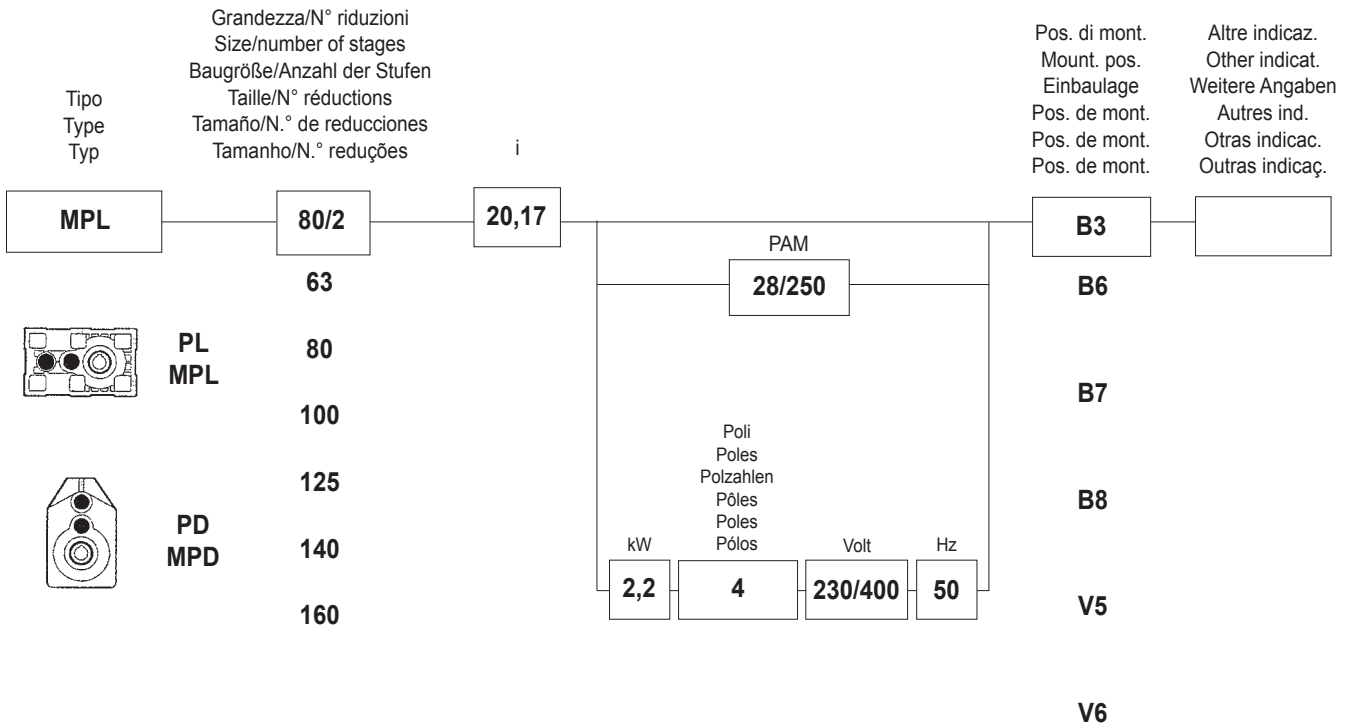 Grandezza/N° riduzioni
Size/number of stages
Baugröße/Anzahl der Stufen
Taille/N° réductions
Tamaño/N.° de reducciones
Tamanho/N.° reduções
Tipo
Type
Typ
i
Pos. di mont.
Mount. pos.
Einbaulage
Pos. de mont.
Pos. de mont.
Pos. de mont.
Altre indicaz.
Other indicat.
Weitere Angaben
Autres ind.
Otras indicac.
Outras indicaç.
MPL
80/2
20,17
B3
PAM
28/250
63
80
100
125
140
160
PL
MPL
PD
MPD
Poli
Poles
Polzahlen
Pôles
Poles
Pólos
kW
Volt
Hz
2,2
4
230/400
50
B6
B7
B8
V5
V6